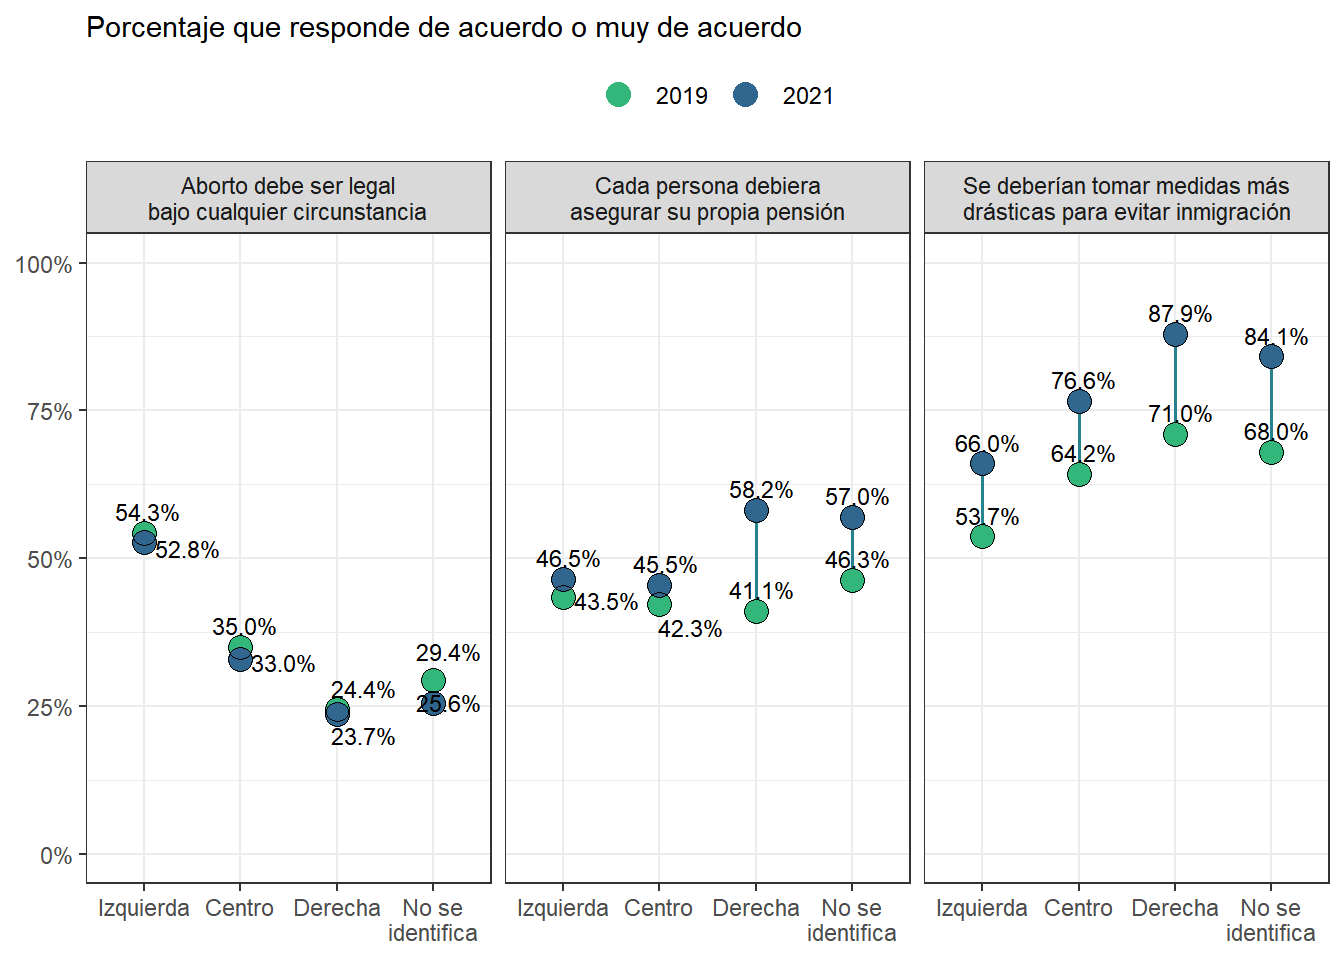 Porcentaje que responde de acuerdo o muy de acuerdo
2019 2021
Aborto debe ser legal
bajo cualquier circunstancia
Cada persona debiera
asegurar su propia pensión
Se deberían tomar medidas más
drásticas para evitar inmigración
100%
75%
50%
25%
0%
54.3%
52.8%
35.0%
33.0%
24.4%
23.7%
29.4%
25.6%
46.5%
43.5%
45.5%
42.3%
58.2%
41.1%
57.0%
46.3%
66.0%
53.7%
76.6%
64.2%
87.9%
71.0%
84.1%
68.0%
Izquierda Centro Derecha No se
identifica
Izquierda Centro Derecha No se
identifica
Izquierda Centro Derecha No se
identifica